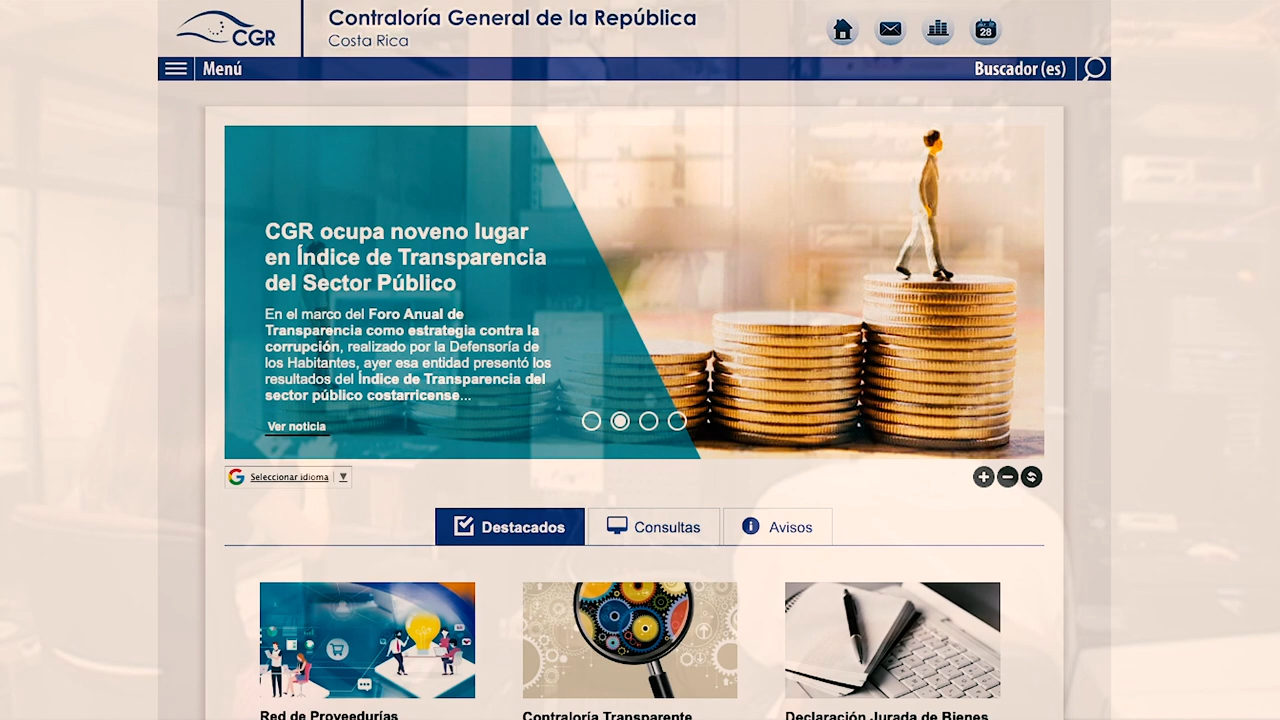 CGR
Contraloría General de la República
Costa Rica
28
Menú
Buscador (es)
CGR ocupa noveno lugar
en Índice de Transparencia
del Sector Público
En el marco del Foro Anual de
Transparencia como estrategia contra la
corrupción, realizado por la Defensoría de
los Habitantes, ayer esa entidad presentó los
resultados del Índice de Transparencia del
sector público costarricense...
Ver noticia
G Seleccionar idioma ▼
Destacados
Consultas
Avisos
Red de Proveedurías
Contraloría Transparente
Declaración Jurada de Bienes